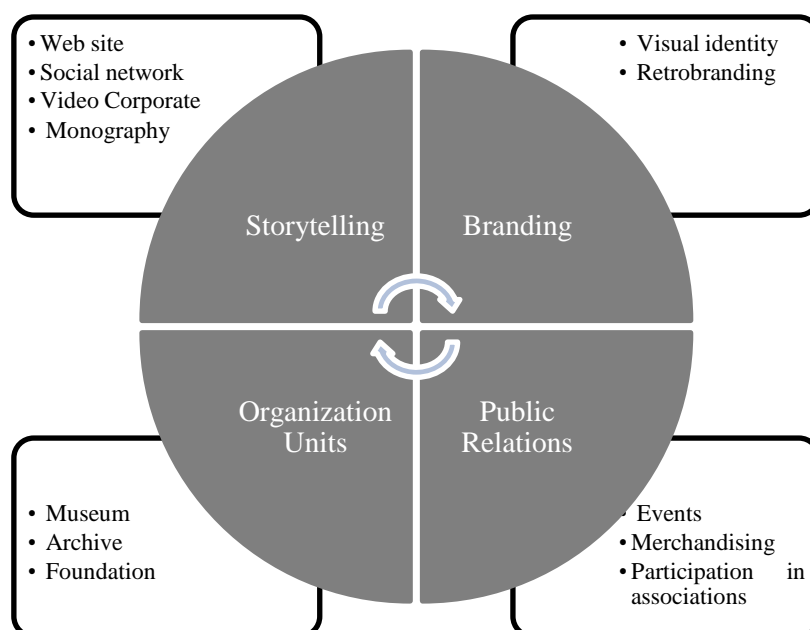 • Web site
• Social network
• Video Corporate
• Monography
• Visual identity
• Retrobranding
Storytelling
Branding
Organization
Units
Public
Relations
• Museum
• Archive
• Foundation
• Events
• Merchandising
• Participation in
associations